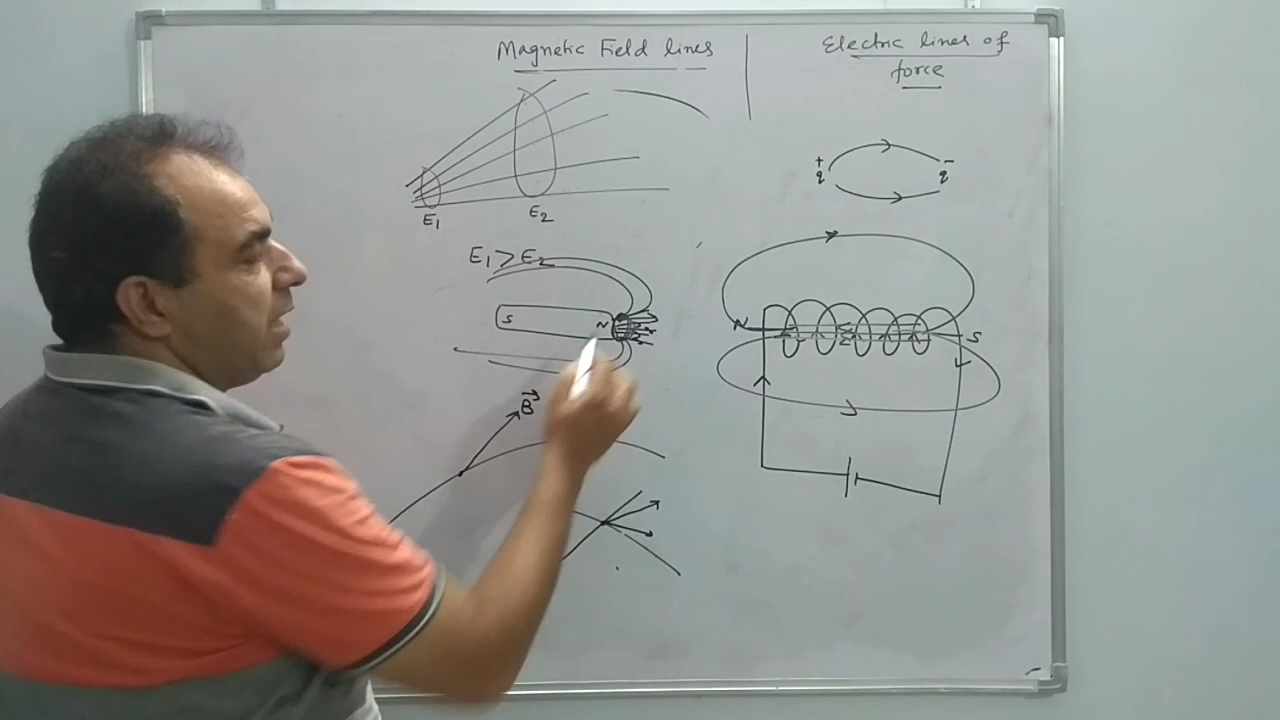 Magnetic Field lines
Electric lines of
force
E1
E2
+
q
-
q
E1 > E2
S
N
N
S
B